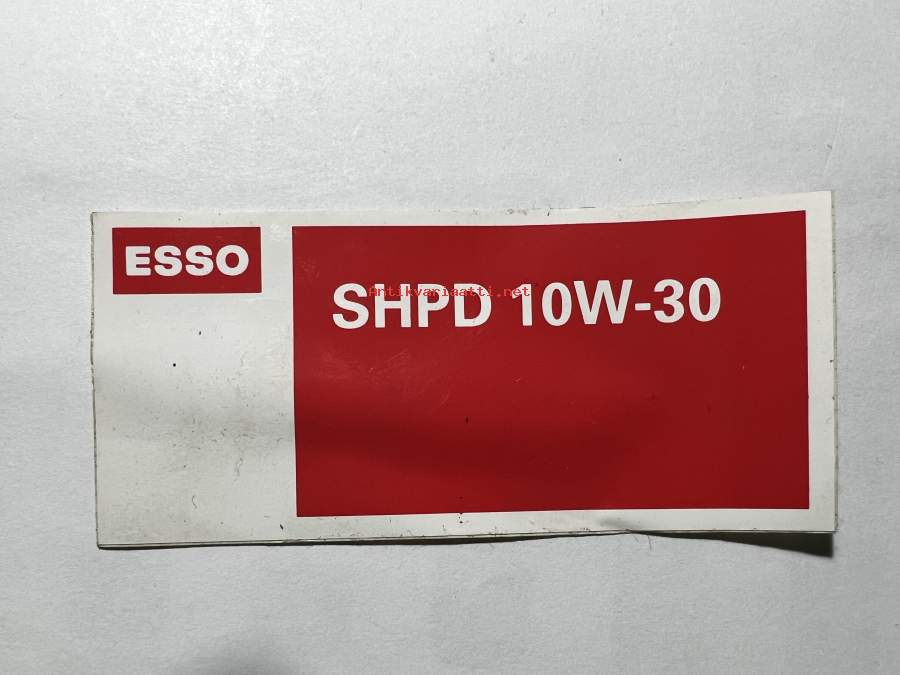 ESSO
SHPD 10W-30
Antikvariaatti.net